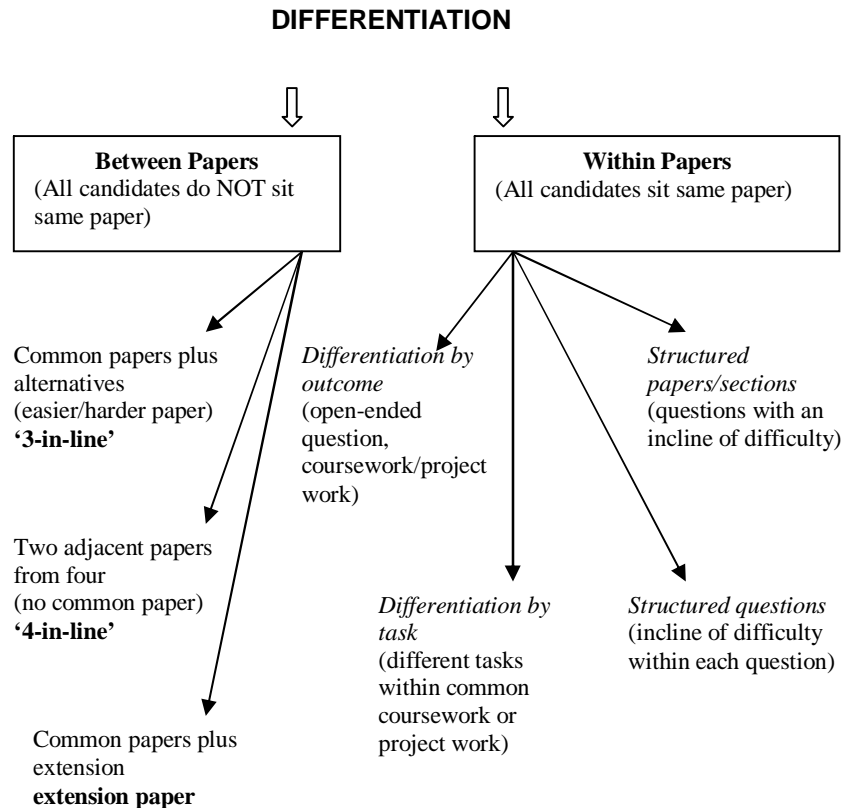 DIFFERENTIATION
Between Papers
(All candidates do NOT sit
same paper)
Within Papers
(All candidates sit same paper)
Common papers plus
alternatives
(easier/harder paper)
‘3-in-line’
Differentiation by
outcome
(open-ended
question,
coursework/project
work)
Structured
papers/sections
(questions with an
incline of difficulty)
Two adjacent papers
from four
(no common paper)
‘4-in-line’
Differentiation by
task
(different tasks
within common
coursework or
project work)
Structured questions
(incline of difficulty
within each question)
Common papers plus
extension
extension paper